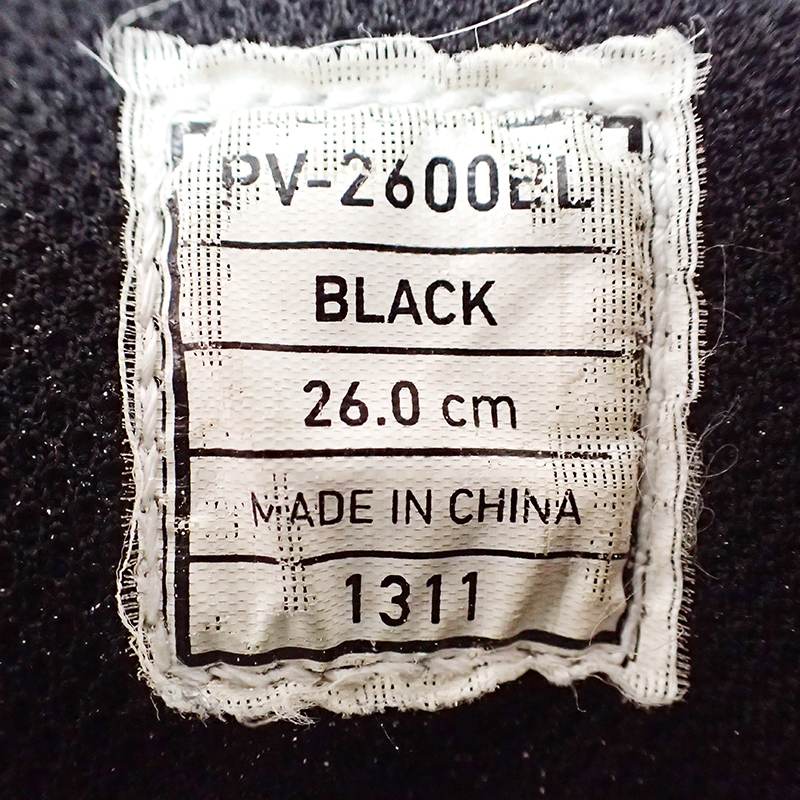 PV-2600BL
BLACK
26.0 cm
MADE IN CHINA
1311